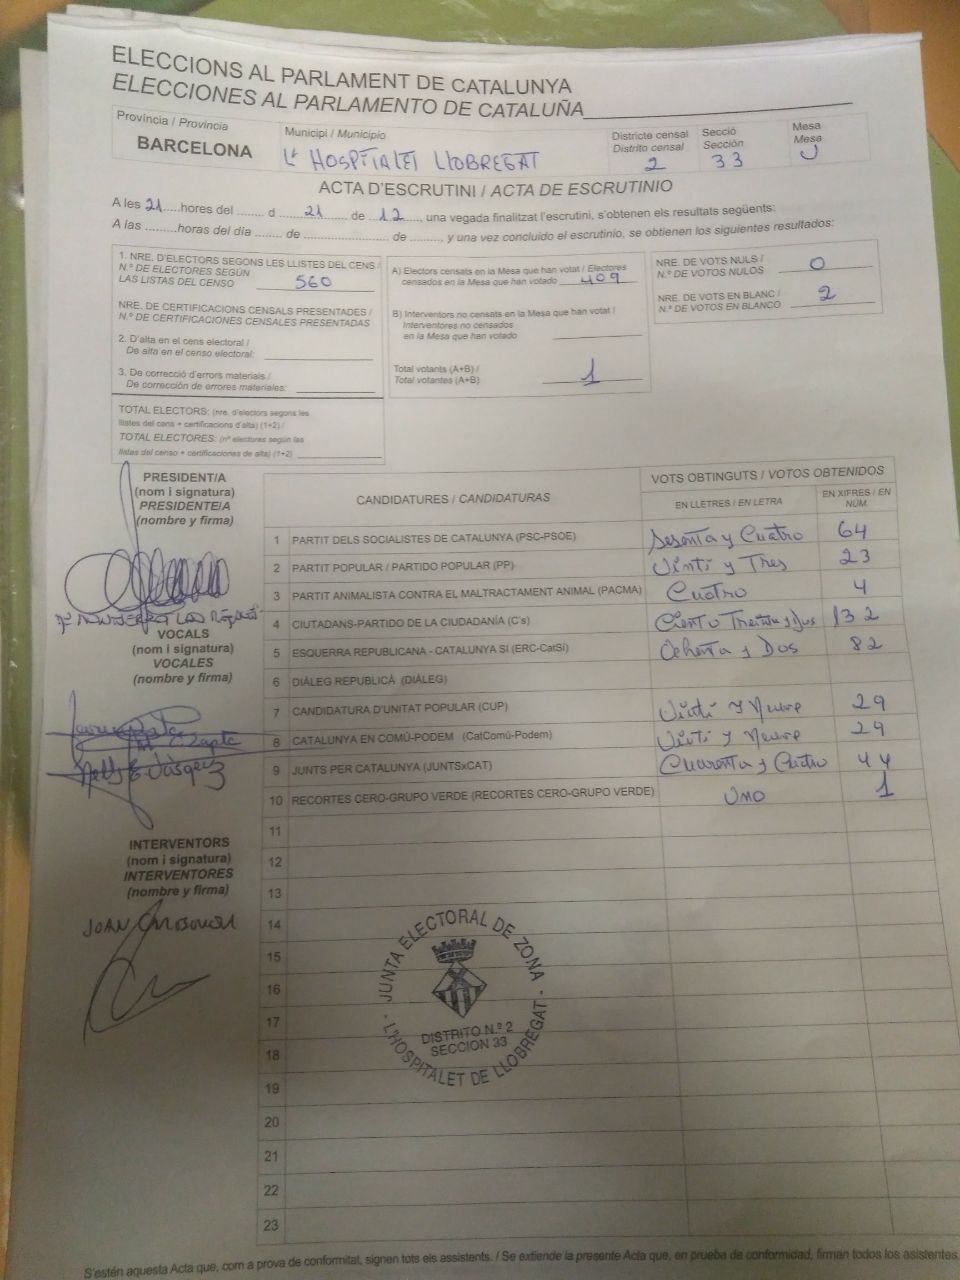 ELECCIONS AL PARLAMENT DE CATALUNYA
ELECCIONES AL PARLAMENTO DE CATALUÑA
Província / Provincia
BARCELONA
Municipi / Municipio
L' HOSPITALET LLOBREGAT
Districte censal
Distrito censal
2
Secció
Sección
33
Mesa
Mesa
U
ACTA D'ESCRUTINI / ACTA DE ESCRUTINIO
A les 21 hores del ........ d ........ 21 ........ de ..12.., una vegada finalitzat l'escrutini, s'obtenen els resultats següents:
A las .........horas del día ........ de .......................... de ........., y una vez concluido el escrutinio, se obtienen los siguientes resultados:
1. NRE. D'ELECTORS SEGONS LES LLISTES DEL CENS /
N.º DE ELECTORES SEGÚN
LAS LISTAS DEL CENSO 560
NRE. DE CERTIFICACIONS CENSALS PRESENTADES /
N.º DE CERTIFICACIONES CENSALES PRESENTADAS
2. D'alta en el cens electoral /
De alta en el censo electoral:
3. De correcció d'errors materials /
De corrección de errores materiales:
TOTAL ELECTORS: (nre. d'electors segons les
llistes del cens + certificacions d'alta) (1+2) /
TOTAL ELECTORES: (nº electores según las
listas del censo + certificaciones de alta) (1+2)
A) Electors censats en la Mesa que han votat / Electores
censados en la Mesa que han votado 409
B) Interventors no censats en la Mesa que han votat /
Interventores no censados
en la Mesa que han votado
Total votants (A+B) /
Total votantes (A+B) 1
NRE. DE VOTS NULS /
N.º DE VOTOS NULOS 0
NRE. DE VOTS EN BLANC /
N.º DE VOTOS EN BLANCO 2
PRESIDENT/A
(nom i signatura)
PRESIDENTE/A
(nombre y firma)
VOCALS
(nom i signatura)
VOCALES
(nombre y firma)
Nelly E Vásquez
INTERVENTORS
(nom i signatura)
INTERVENTORES
(nombre y firma)
JOAN
CANDIDATURES / CANDIDATURAS
VOTS OBTINGUTS / VOTOS OBTENIDOS
EN LLETRES / EN LETRA
EN XIFRES / EN NÚM.
1 PARTIT DELS SOCIALISTES DE CATALUNYA (PSC-PSOE) Sesenta y Cuatro 64
2 PARTIT POPULAR / PARTIDO POPULAR (PP) Vinti y Tres 23
3 PARTIT ANIMALISTA CONTRA EL MALTRACTAMENT ANIMAL (PACMA) Cuatro 4
4 CIUTADANS-PARTIDO DE LA CIUDADANÍA (C's) Ciento Treinta y Dos 132
5 ESQUERRA REPUBLICANA - CATALUNYA SI (ERC-CatSí) Ochenta y Dos 82
6 DIÀLEG REPUBLICÀ (DIÀLEG)
7 CANDIDATURA D'UNITAT POPULAR (CUP) Vinti y Nueve 29
8 CATALUNYA EN COMÚ-PODEM (CatComú-Podem) Vinti y Nueve 29
9 JUNTS PER CATALUNYA (JUNTSxCAT) Cuarenta y Cuatro 44
10 RECORTES CERO-GRUPO VERDE (RECORTES CERO-GRUPO VERDE) Uno 1
11
12
13
14
15
16
17
18
19
20
21
22
23
JUNTA ELECTORAL DE ZONA
DISTRITO N.º 2
SECCION 33
- L'HOSPITALET DE LLOBREGAT -
S'estén aquesta Acta que, com a prova de conformitat, signen tots els assistents. / Se extiende la presente Acta que, en prueba de conformidad, firman todos los asistentes.